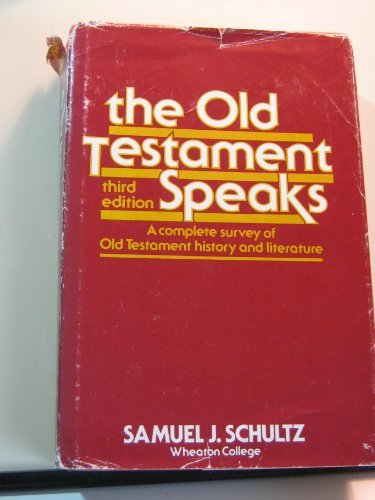 the Old
Testament
third edition Speaks
A complete survey of
Old Testament history and literature
SAMUEL J. SCHULTZ
Wheaton College